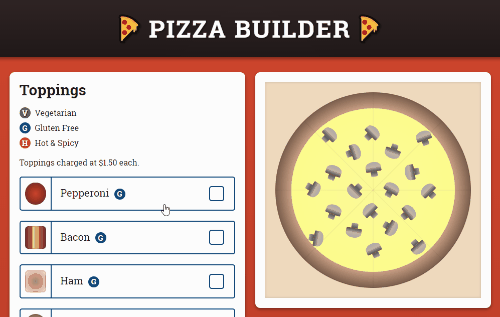 PIZZA BUILDER
Toppings
V Vegetarian
G Gluten Free
H Hot & Spicy
Toppings charged at $1.50 each.
Pepperoni G
Bacon G
Ham G